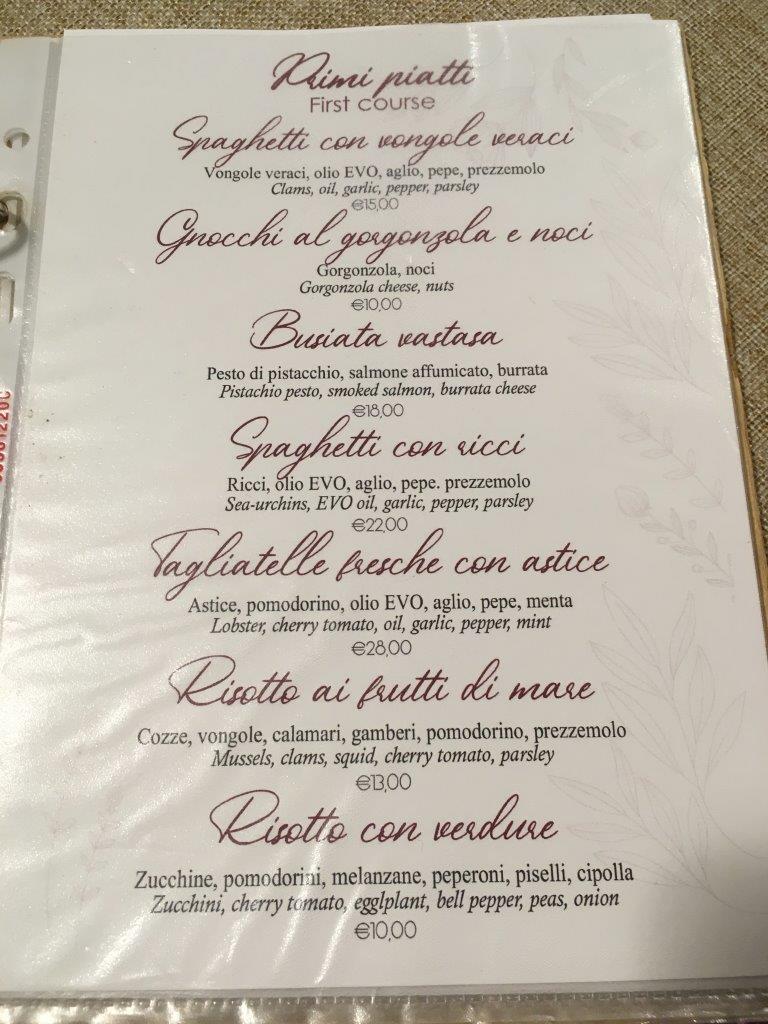 Primi piatti
First course
Spaghetti con vongole veraci
Vongole veraci, olio EVO, aglio, pepe, prezzemolo
Clams, oil, garlic, pepper, parsley
€15,00
Gnocchi al gorgonzola e noci
Gorgonzola, noci
Gorgonzola cheese, nuts
€10,00
Busiata vastasa
Pesto di pistacchio, salmone affumicato, burrata
Pistachio pesto, smoked salmon, burrata cheese
€18,00
Spaghetti con ricci
Ricci, olio EVO, aglio, pepe. prezzemolo
Sea-urchins, EVO oil, garlic, pepper, parsley
€22,00
Tagliatelle fresche con astice
Astice, pomodorino, olio EVO, aglio, pepe, menta
Lobster, cherry tomato, oil, garlic, pepper, mint
€28,00
Risotto ai frutti di mare
Cozze, vongole, calamari, gamberi, pomodorino, prezzemolo
Mussels, clams, squid, cherry tomato, parsley
€13,00
Risotto con verdure
Zucchine, pomodorini, melanzane, peperoni, piselli, cipolla
Zucchini, cherry tomato, egglplant, bell pepper, peas, onion
€10,00